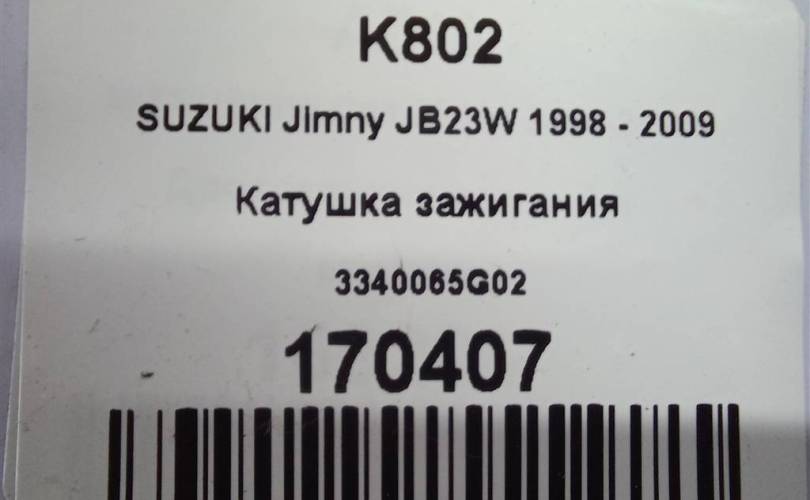 K802
SUZUKI Jimny JB23W 1998 - 2009
Катушка зажигания
3340065G02
170407